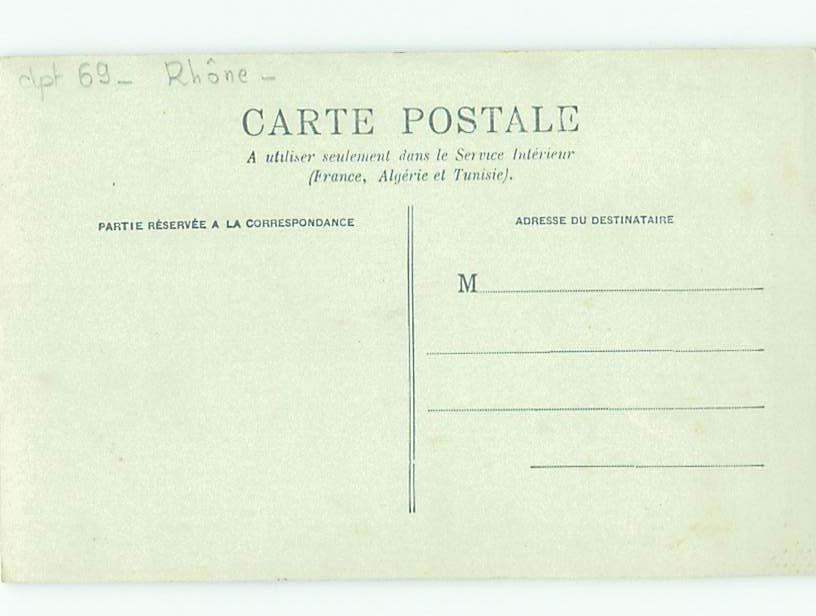 dpt 69 - Rhône -
CARTE POSTALE
A utiliser seulement dans le Service Intérieur
(France, Algérie et Tunisie).
PARTIE RÉSERVÉE A LA CORRESPONDANCE
ADRESSE DU DESTINATAIRE
M